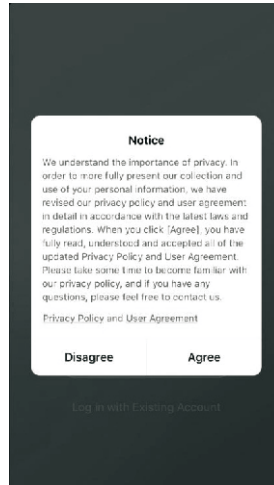 Notice
We understand the importance of privacy. In
order to more fully present our collection and
use of your personal information, we have
revised our privacy policy and user agreement
in detail in accordance with the latest laws and
regulations. When you click [Agree], you have
fully read, understood and accepted all of the
updated Privacy Policy and User Agreement.
Please take some time to become familiar with
our privacy policy, and if you have any
questions, please feel free to contact us.
Privacy Policy and User Agreement
Disagree Agree
Log in with Existing Account